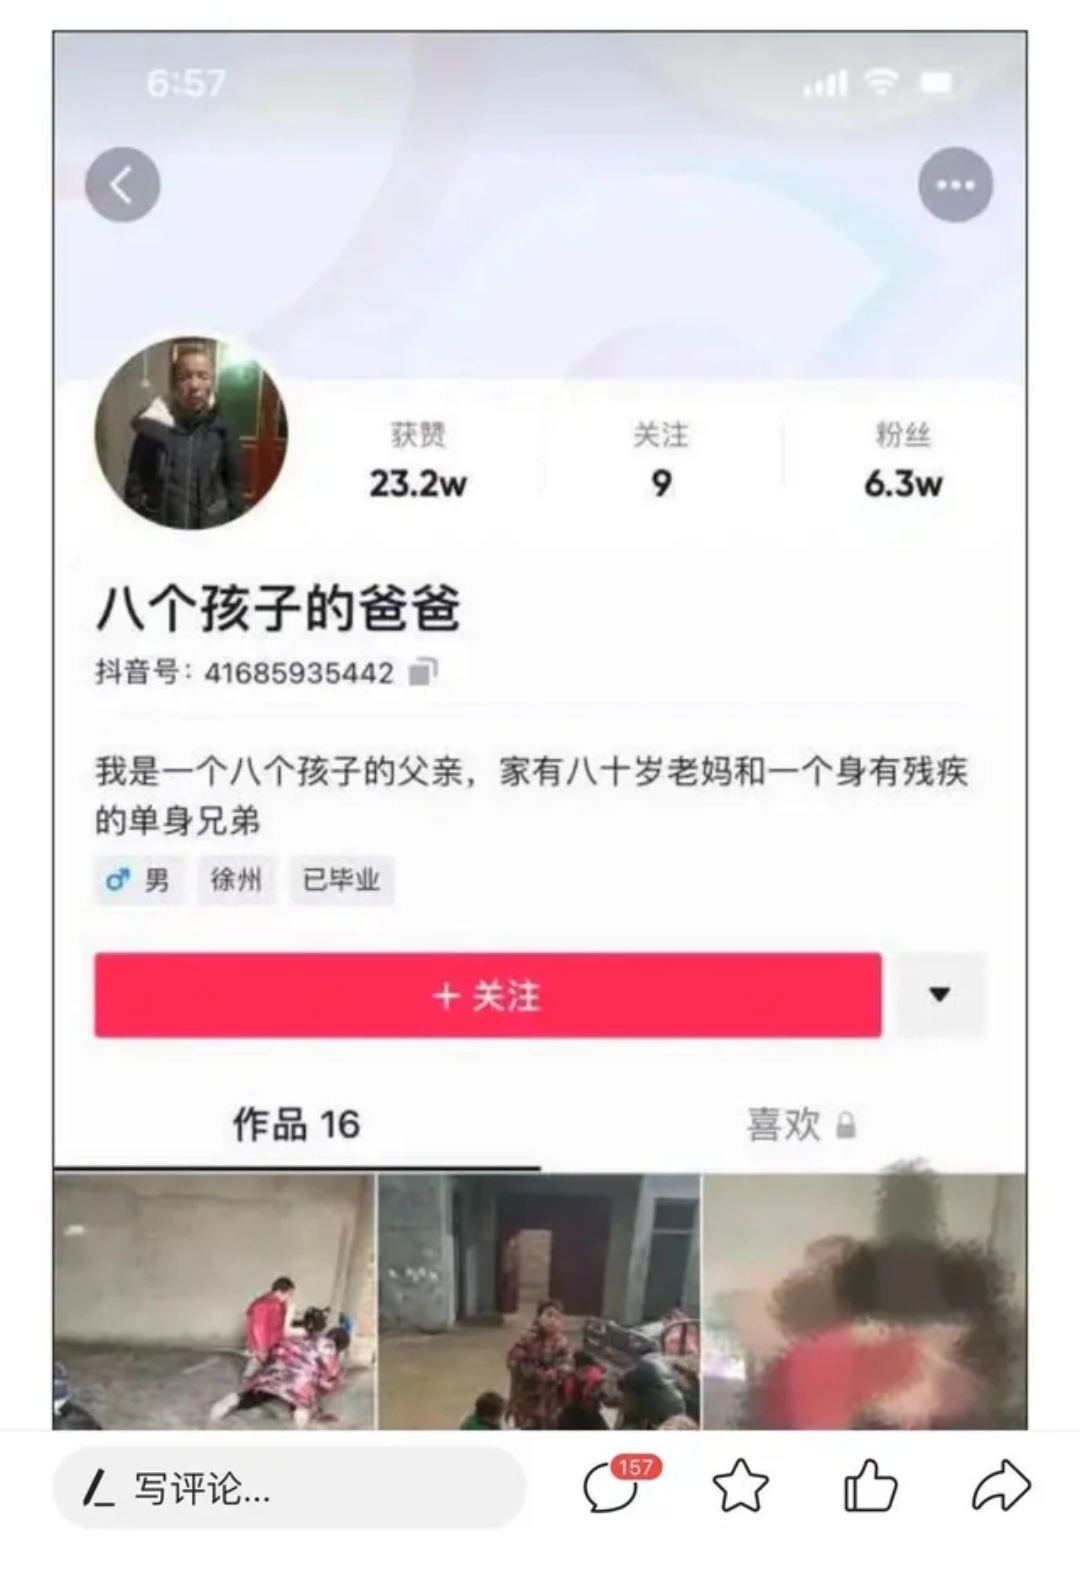 6:57
获赞
关注
粉丝
23.2w
9
6.3w
八个孩子的爸爸
抖音号：41685935442
我是一个八个孩子的父亲，家有八十岁老妈和一个身有残疾
的单身兄弟
♂ 男
徐州
已毕业
+ 关注
作品 16
喜欢
写评论...
157